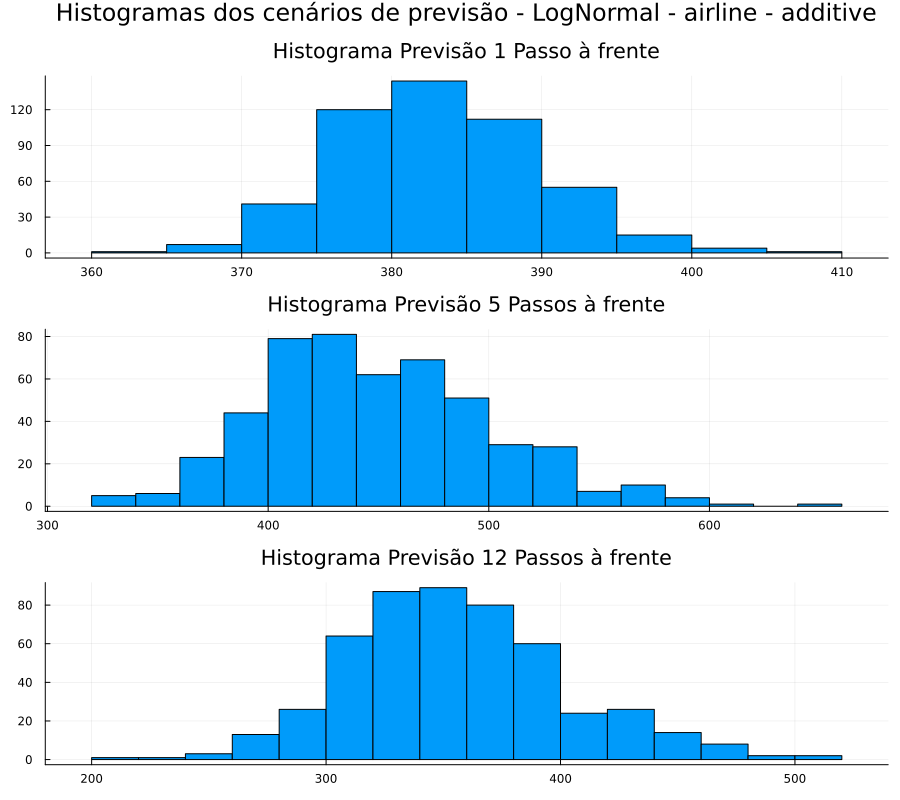 Histogramas dos cenários de previsão - LogNormal - airline - additive
Histograma Previsão 1 Passo à frente
120
90
60
30
0
360 370 380 390 400 410
Histograma Previsão 5 Passos à frente
80
60
40
20
0
300 400 500 600
Histograma Previsão 12 Passos à frente
80
60
40
20
0
200 300 400 500